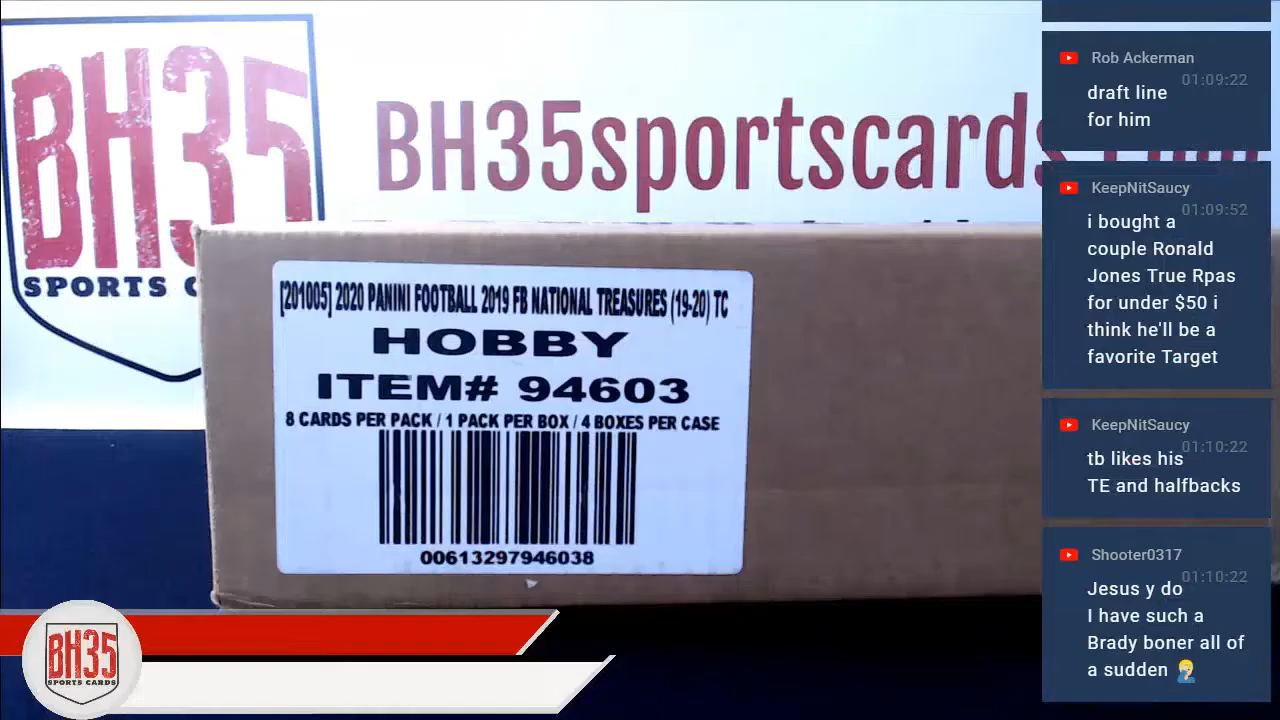 BH35
SPORTS C
BH35sportscards
[201005] 2020 PANINI FOOTBALL 2019 FB NATIONAL TREASURES (19-20) TC
HOBBY
ITEM# 94603
8 CARDS PER PACK / 1 PACK PER BOX / 4 BOXES PER CASE
00613297946038
BH35
SPORTS CARDS
Rob Ackerman
01:09:22
draft line
for him
KeepNitSaucy
01:09:52
i bought a
couple Ronald
Jones True Rpas
for under $50 i
think he'll be a
favorite Target
KeepNitSaucy
01:10:22
tb likes his
TE and halfbacks
Shooter0317
01:10:22
Jesus y do
I have such a
Brady boner all of
a sudden 🤦🏼‍♂️